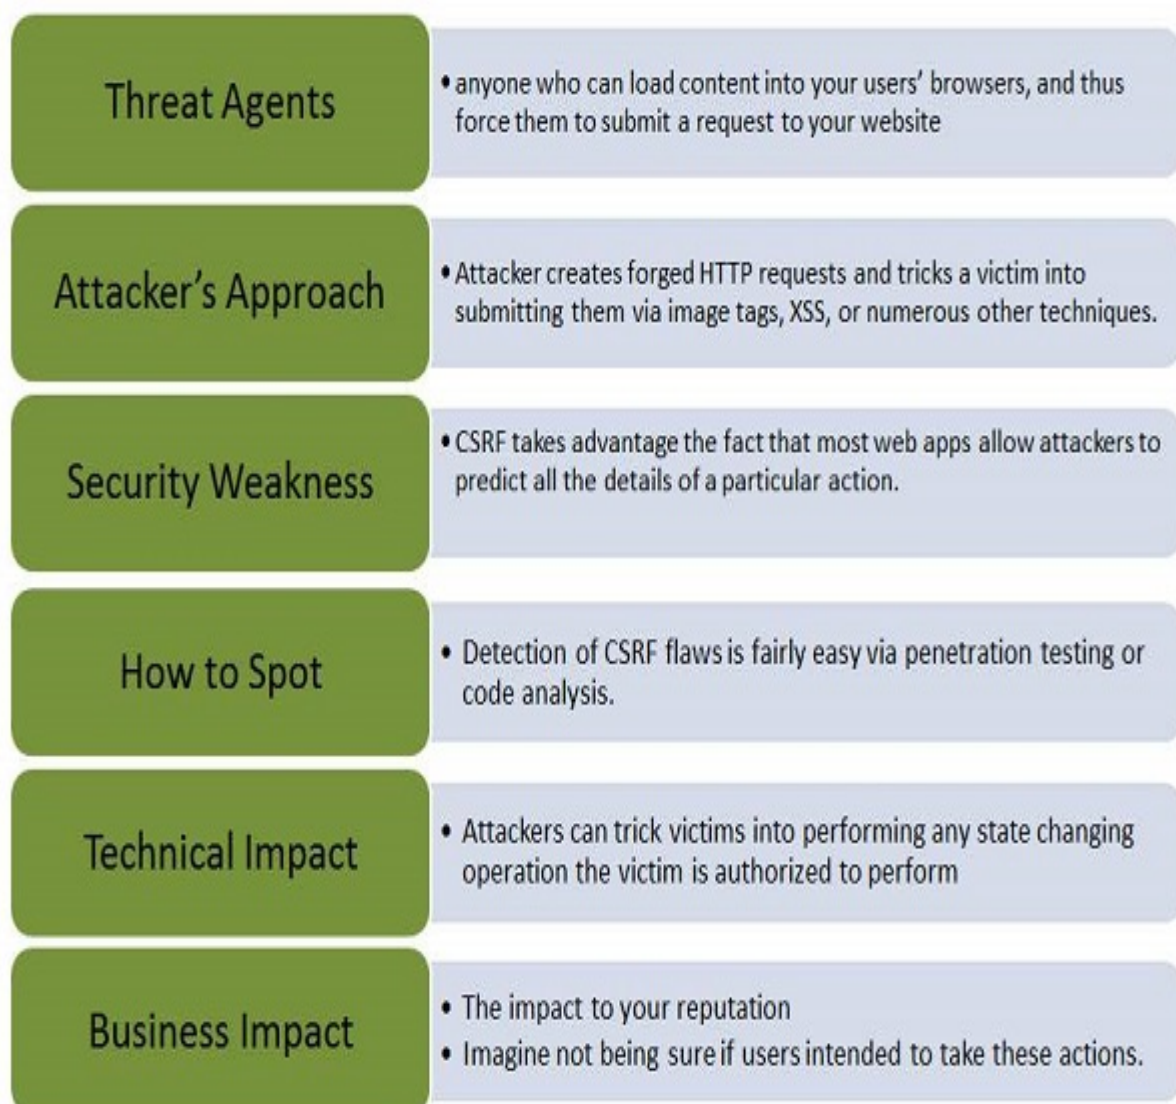 Threat Agents
• anyone who can load content into your users’ browsers, and thus
force them to submit a request to your website
Attacker’s Approach
• Attacker creates forged HTTP requests and tricks a victim into
submitting them via image tags, XSS, or numerous other techniques.
Security Weakness
• CSRF takes advantage the fact that most web apps allow attackers to
predict all the details of a particular action.
How to Spot
• Detection of CSRF flaws is fairly easy via penetration testing or
code analysis.
Technical Impact
• Attackers can trick victims into performing any state changing
operation the victim is authorized to perform
Business Impact
• The impact to your reputation
• Imagine not being sure if users intended to take these actions.